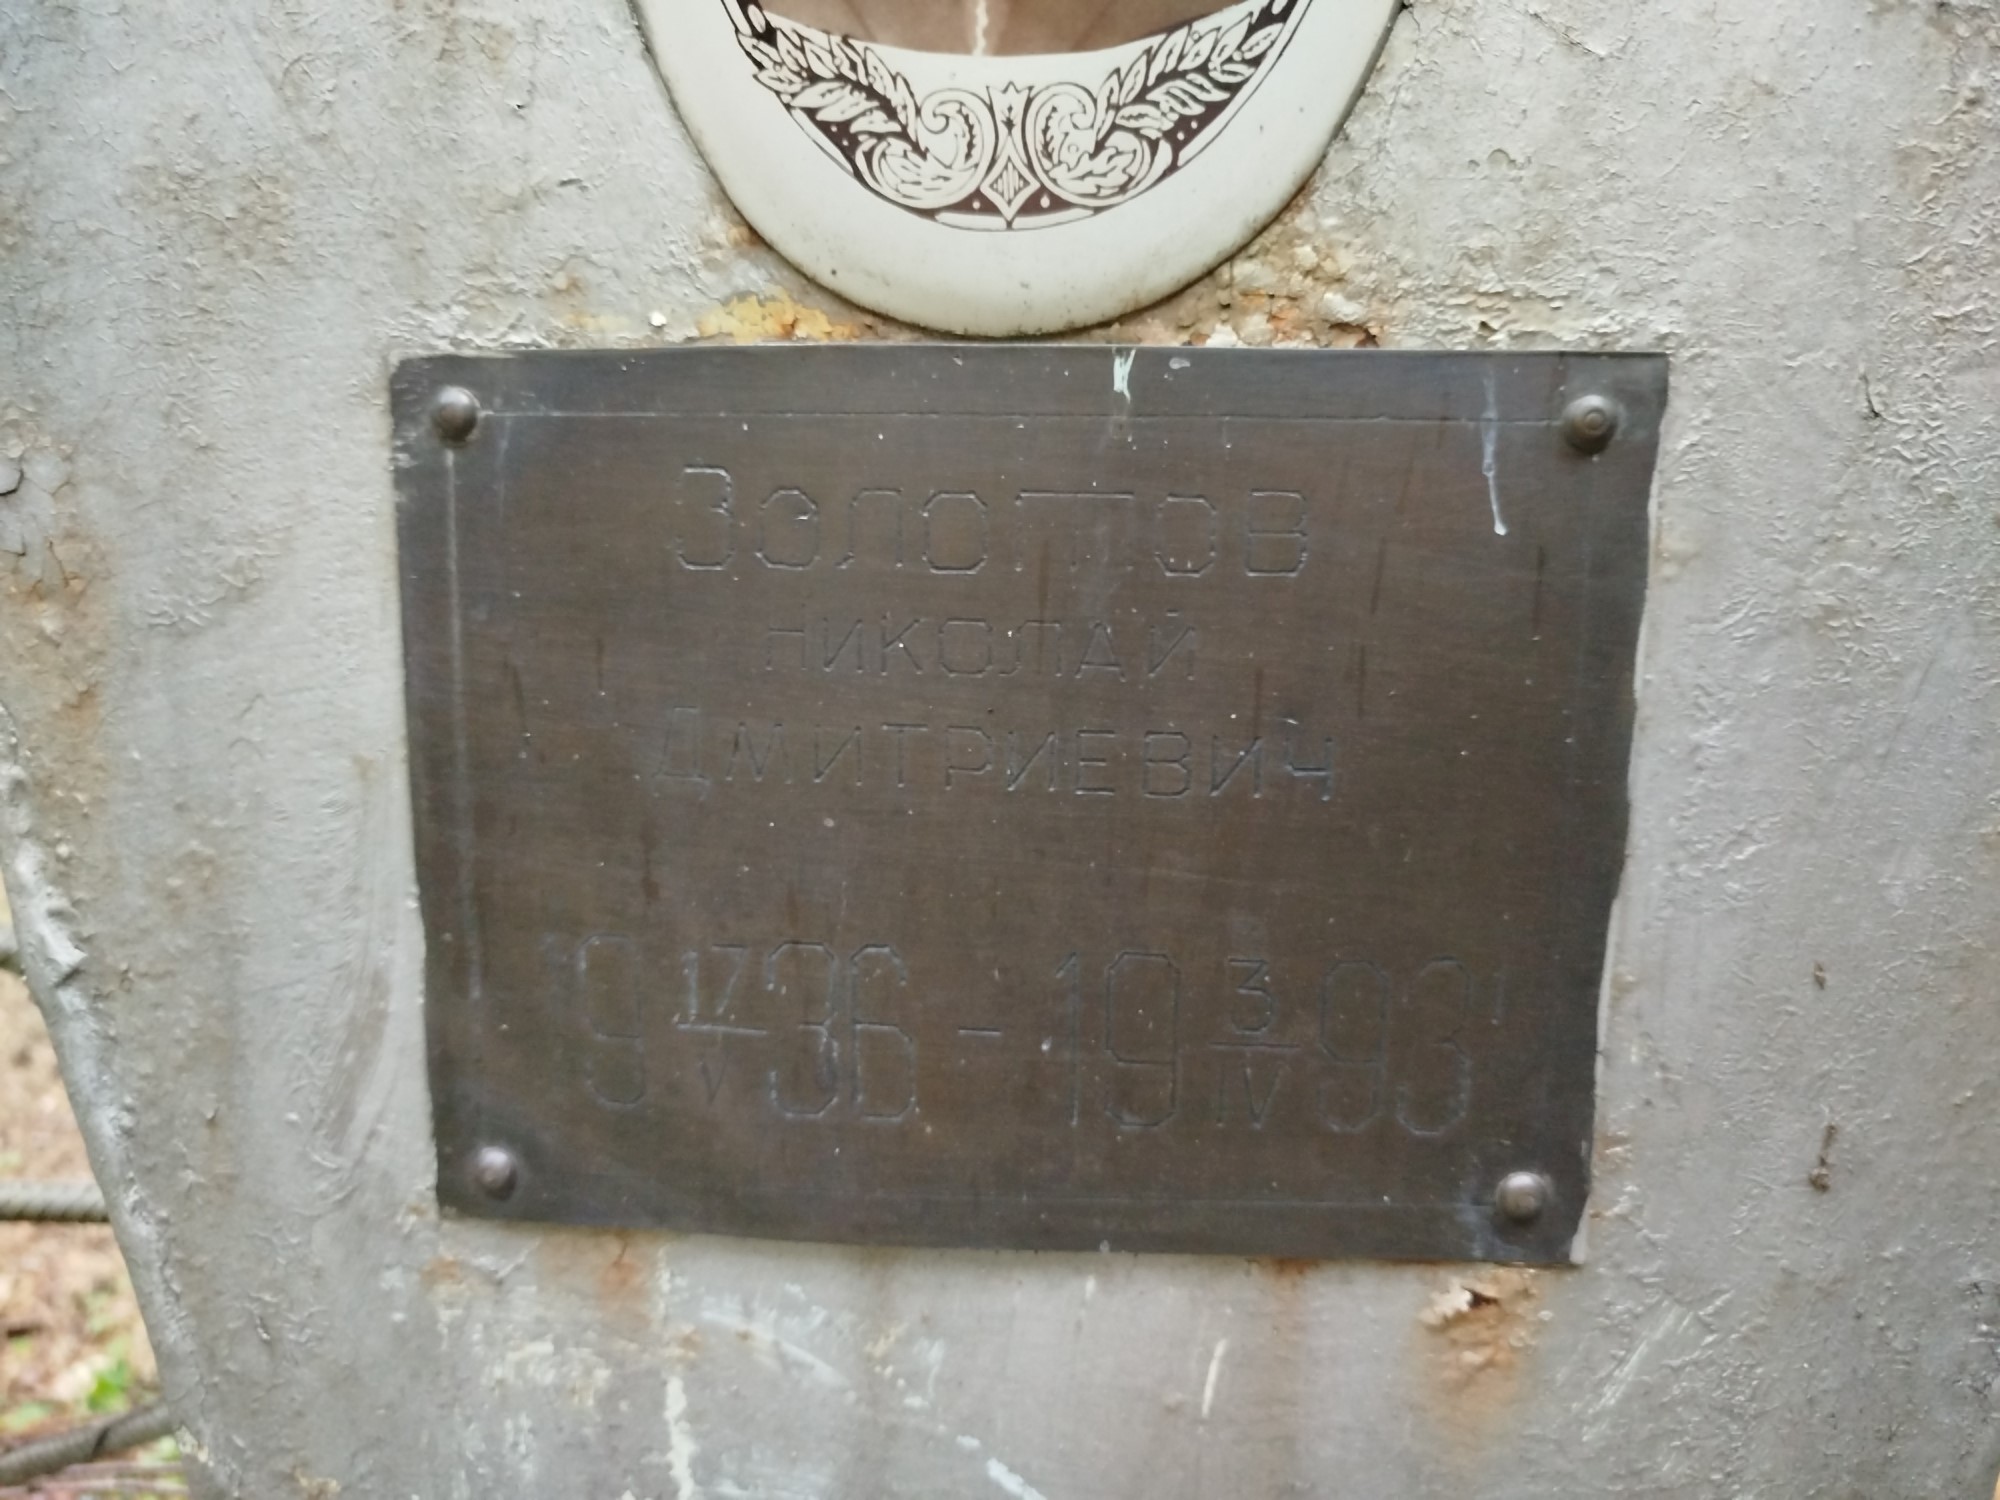 Золотов
Николай
Дмитриевич
19 17/V 36 - 19 3/IV 93